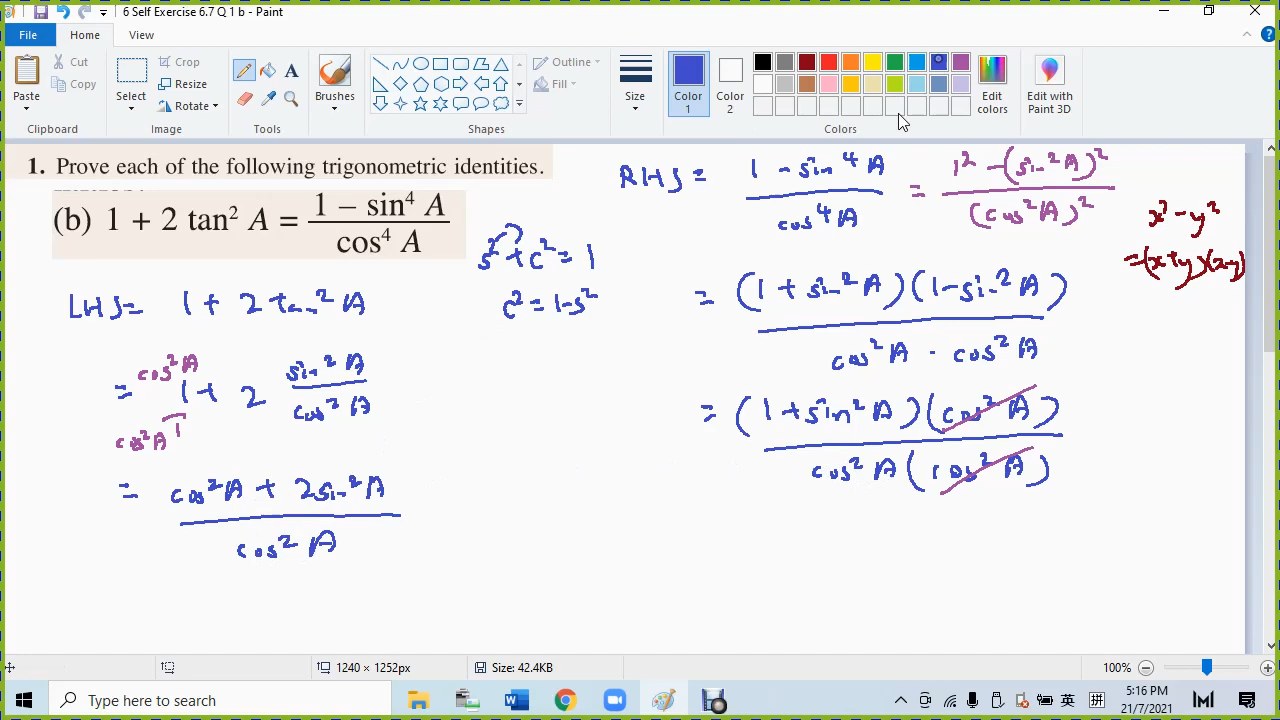 6 Self Exercise 6.7 Q 1 b - Paint
File Home View
Paste Cut Copy Clipboard
Select Crop Resize Rotate Image
Tools
Brushes
Outline Fill Shapes
Size
Color 1 Color 2 Edit colors Colors
Edit with Paint 3D
1. Prove each of the following trigonometric identities.
(b) 1 + 2 tan² A = (1 − sin⁴ A)/(cos⁴ A)
s² + c² = 1
c² = 1-s²
LHS = 1 + 2 tan² A
cos²A
= 1 + 2 sin² A / cos² A
cos²A 1
= (cos² A + 2 sin² A) / cos² A
RHS = (1 - sin⁴ A) / cos⁴ A = (1² - (sin² A)²) / (cos² A)²
x² - y²
= (x+y)(x-y)
= (1 + sin² A)(1 - sin² A) / cos² A · cos² A
= (1 + sin² A)(cos² A) / cos² A (cos² A)
1240 × 1252px Size: 42.4KB 100%
Type here to search
英 拼
5:16 PM
21/7/2021